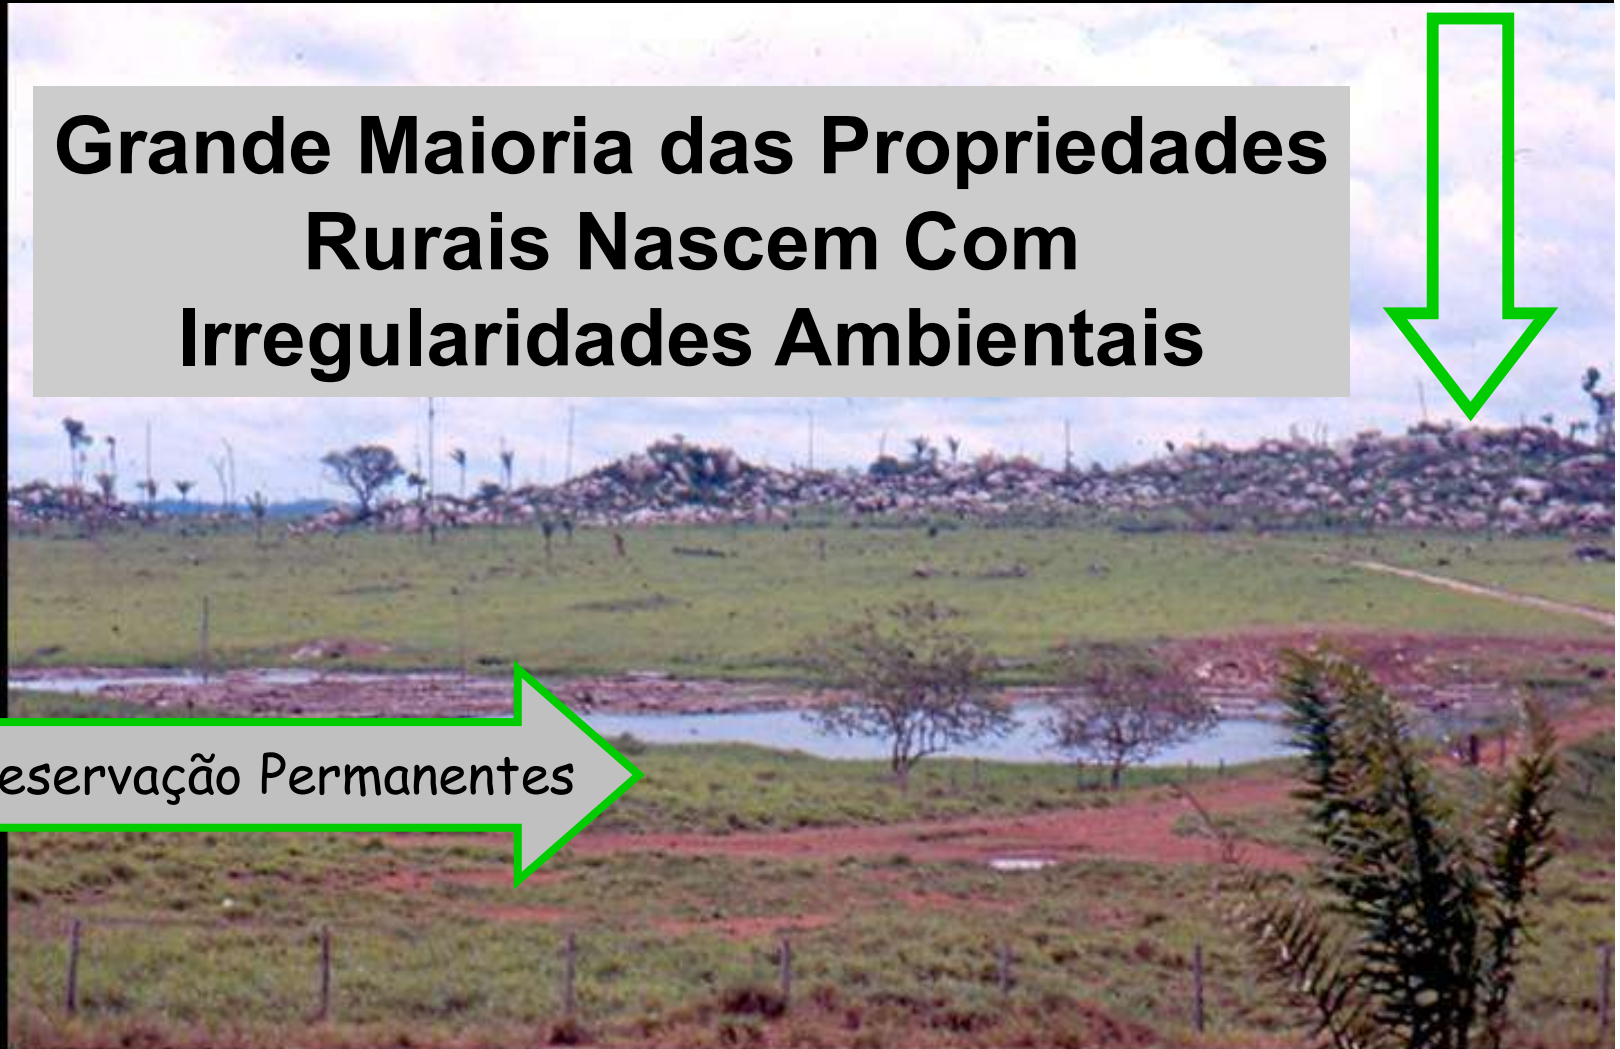 Grande Maioria das Propriedades
Rurais Nascem Com
Irregularidades Ambientais
eservação Permanentes